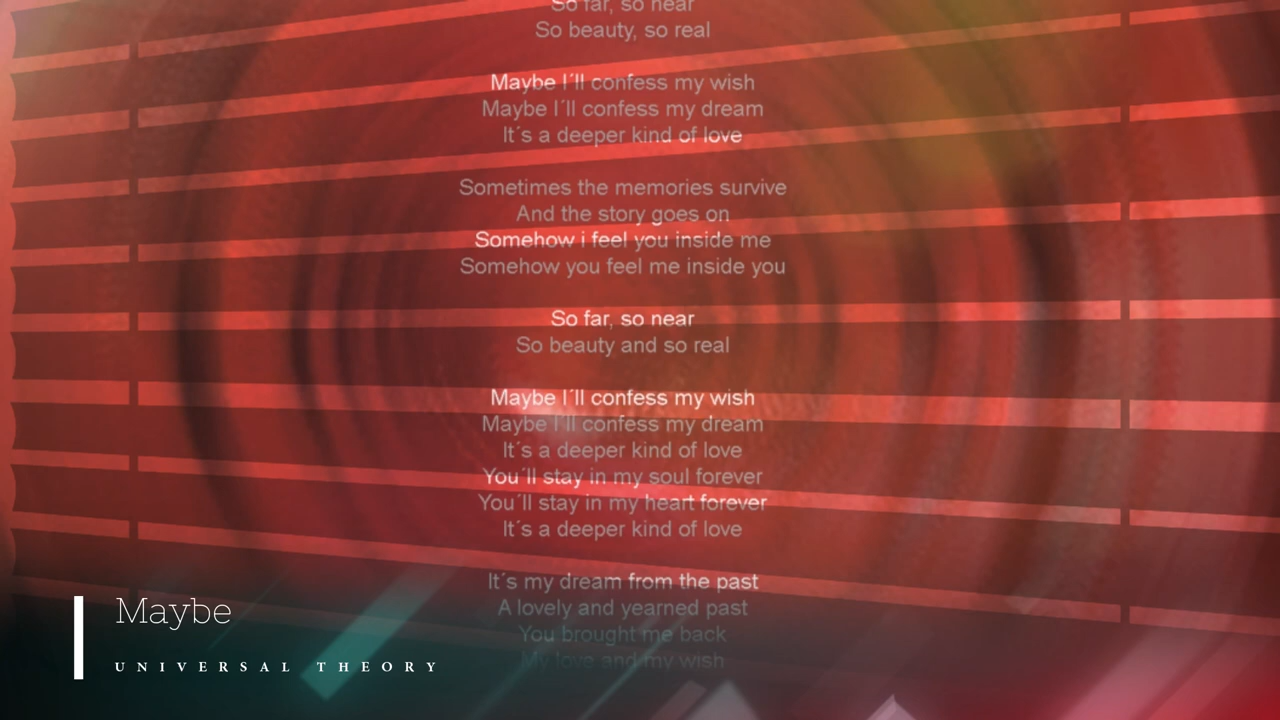 So far, so near
So beauty, so real
Maybe I´ll confess my wish
Maybe I´ll confess my dream
It´s a deeper kind of love
Sometimes the memories survive
And the story goes on
Somehow i feel you inside me
Somehow you feel me inside you
So far, so near
So beauty and so real
Maybe I´ll confess my wish
Maybe I´ll confess my dream
It´s a deeper kind of love
You´ll stay in my soul forever
You´ll stay in my heart forever
It´s a deeper kind of love
It´s my dream from the past
A lovely and yearned past
You brought me back
My love and my wish
Maybe
UNIVERSAL THEORY